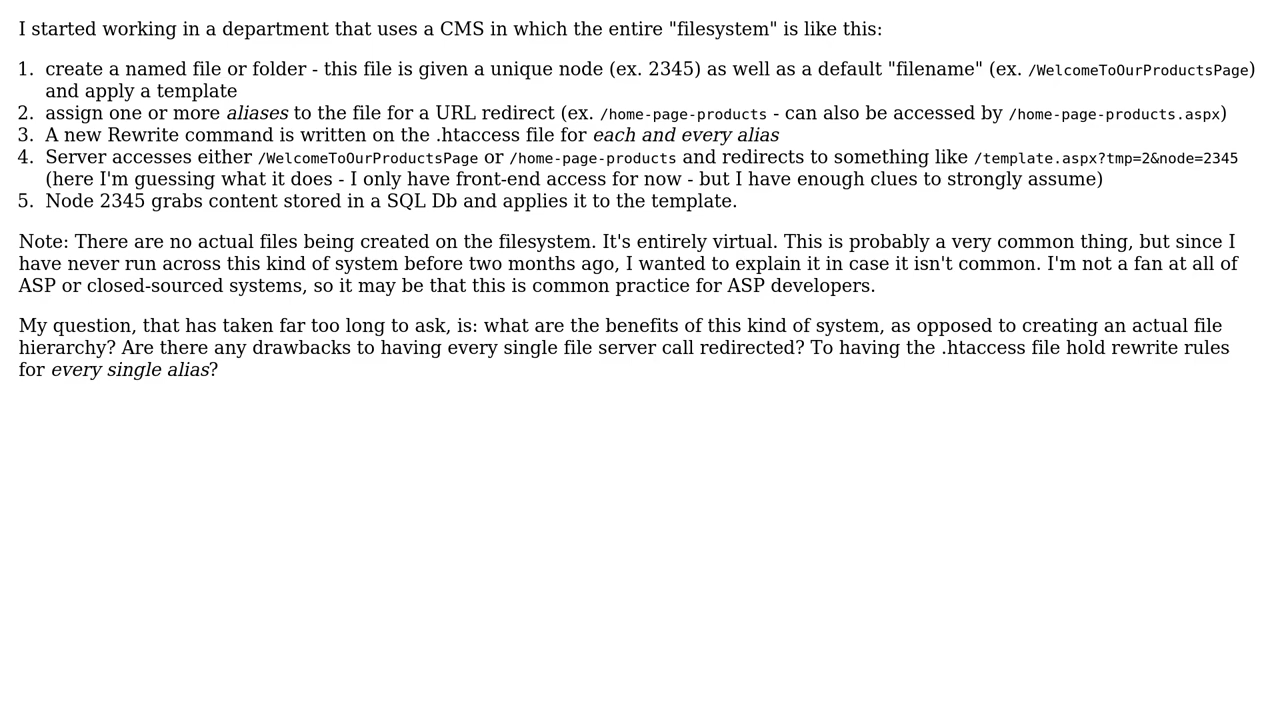 I started working in a department that uses a CMS in which the entire "filesystem" is like this:
1. create a named file or folder - this file is given a unique node (ex. 2345) as well as a default "filename" (ex. /WelcomeToOurProductsPage)
and apply a template
2. assign one or more aliases to the file for a URL redirect (ex. /home-page-products - can also be accessed by /home-page-products.aspx)
3. A new Rewrite command is written on the .htaccess file for each and every alias
4. Server accesses either /WelcomeToOurProductsPage or /home-page-products and redirects to something like /template.aspx?tmp=2&node=2345
(here I'm guessing what it does - I only have front-end access for now - but I have enough clues to strongly assume)
5. Node 2345 grabs content stored in a SQL Db and applies it to the template.
Note: There are no actual files being created on the filesystem. It's entirely virtual. This is probably a very common thing, but since I
have never run across this kind of system before two months ago, I wanted to explain it in case it isn't common. I'm not a fan at all of
ASP or closed-sourced systems, so it may be that this is common practice for ASP developers.
My question, that has taken far too long to ask, is: what are the benefits of this kind of system, as opposed to creating an actual file
hierarchy? Are there any drawbacks to having every single file server call redirected? To having the .htaccess file hold rewrite rules
for every single alias?